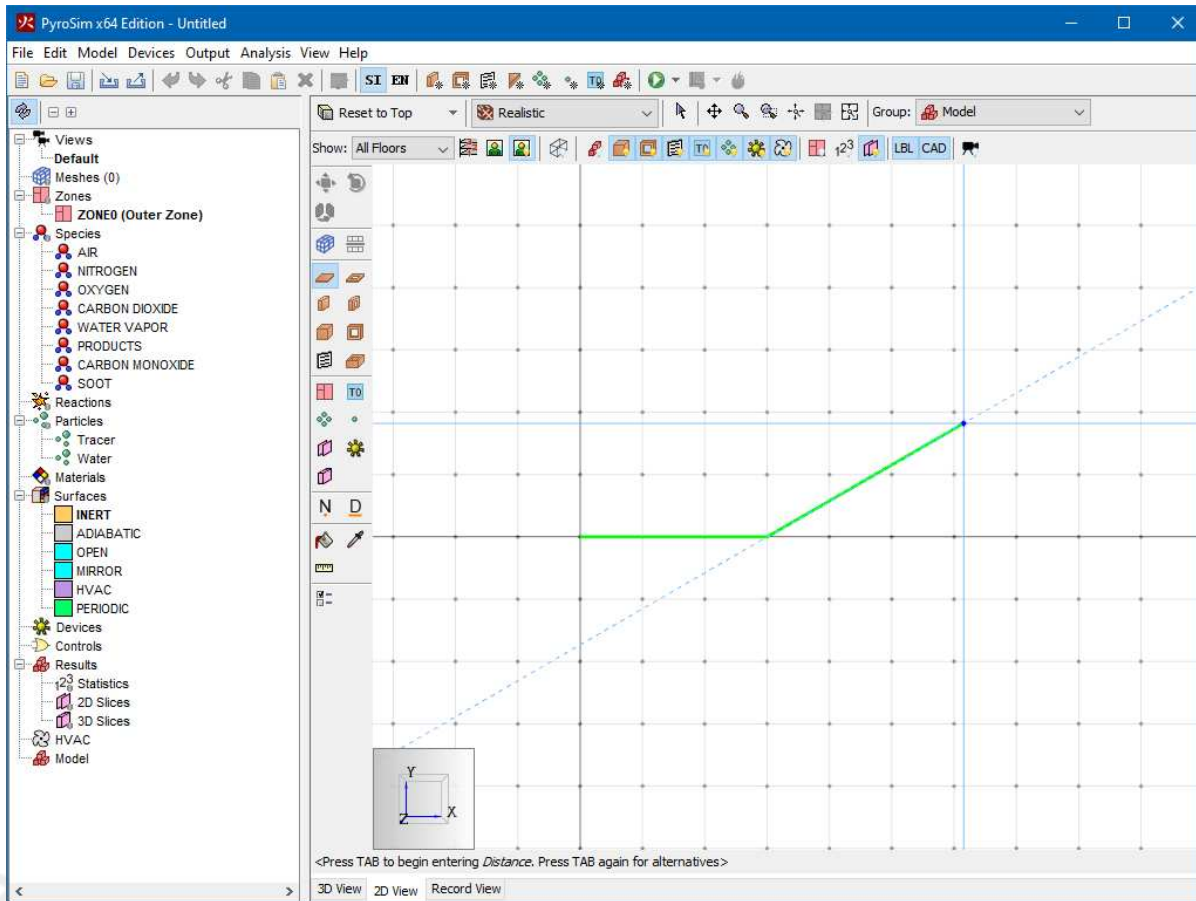 PyroSim x64 Edition - Untitled
File Edit Model Devices Output Analysis View Help
SI EN
Reset to Top Realistic Group: Model
Show: All Floors LBL CAD
Views
Default
Meshes (0)
Zones
ZONE0 (Outer Zone)
Species
AIR
NITROGEN
OXYGEN
CARBON DIOXIDE
WATER VAPOR
PRODUCTS
CARBON MONOXIDE
SOOT
Reactions
Particles
Tracer
Water
Materials
Surfaces
INERT
ADIABATIC
OPEN
MIRROR
HVAC
PERIODIC
Devices
Controls
Results
Statistics
2D Slices
3D Slices
HVAC
Model
N D
Y
Z X
<Press TAB to begin entering Distance. Press TAB again for alternatives>
3D View 2D View Record View